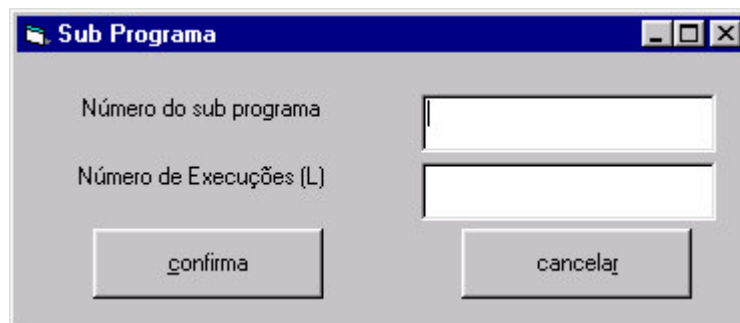 Sub Programa
Número do sub programa
Número de Execuções (L)
confirma
cancelar